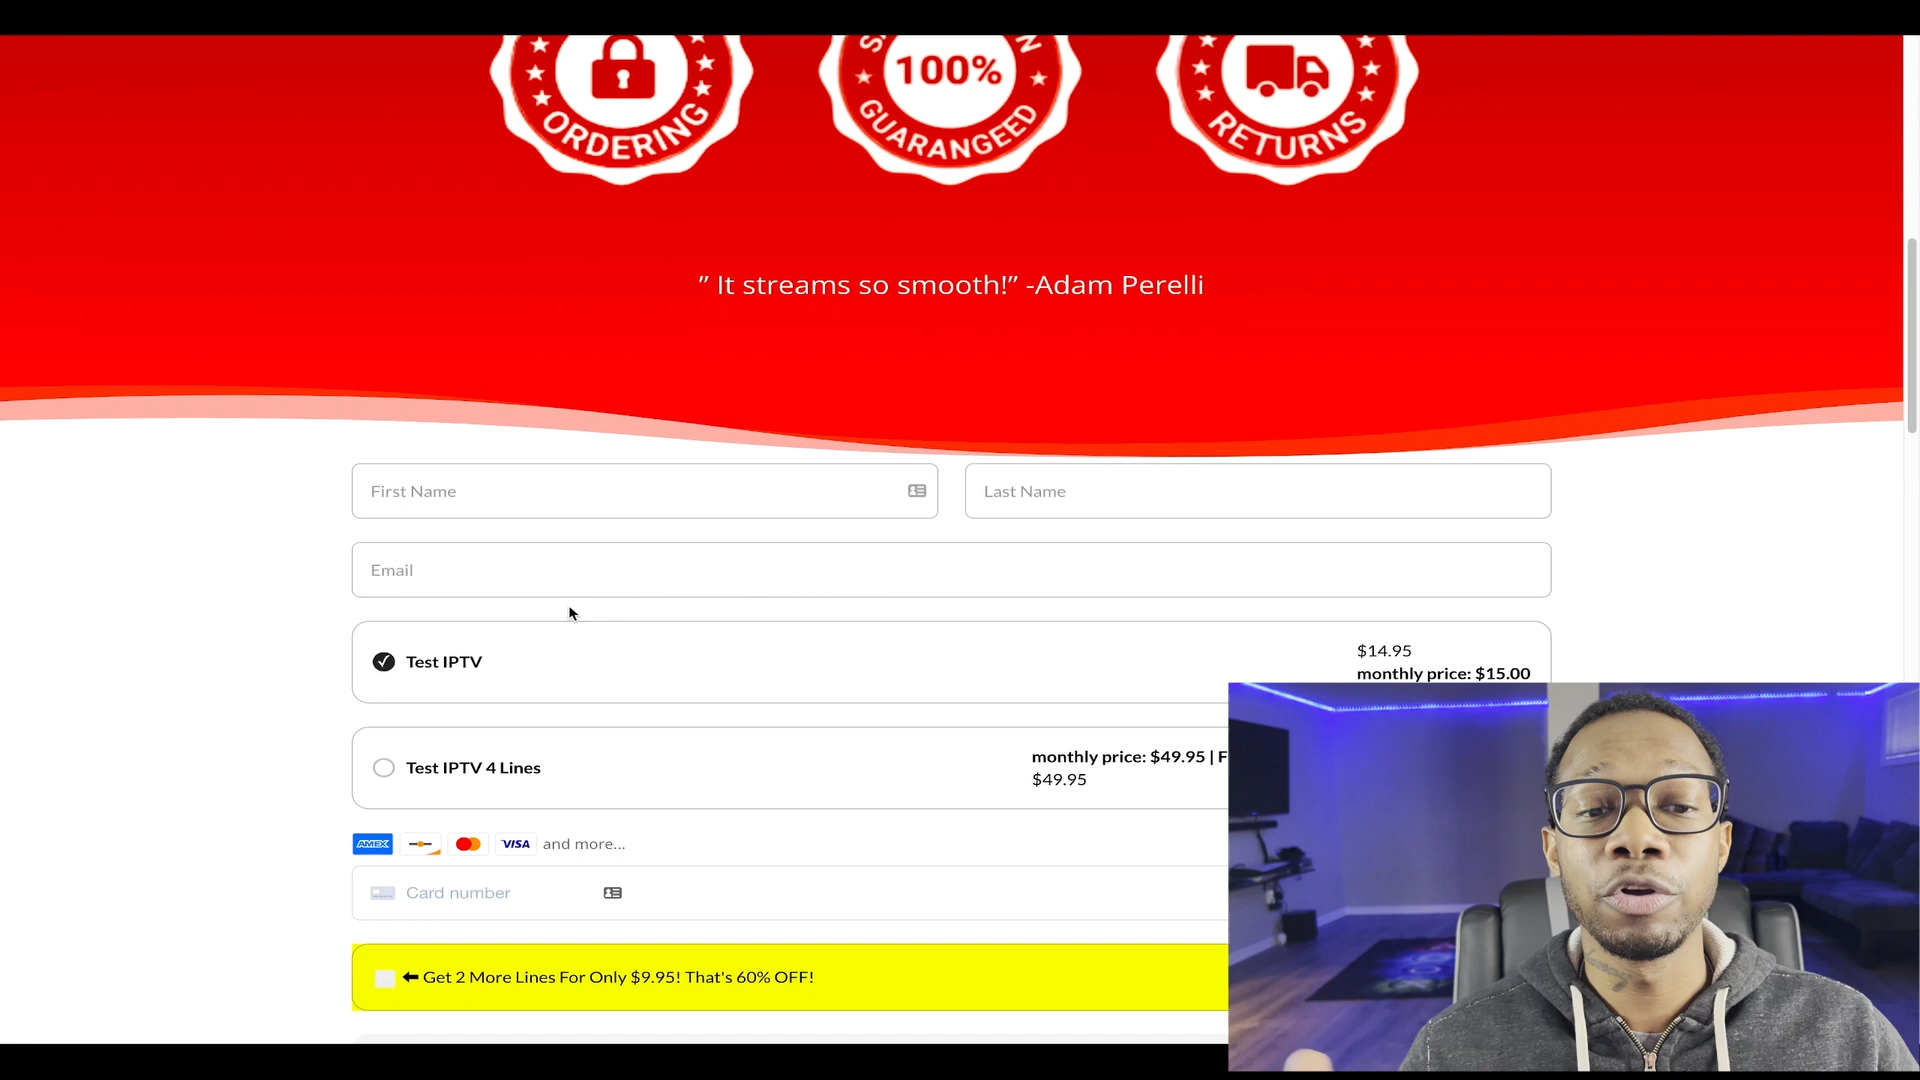 ORDERING
100%
GUARANGEED
RETURNS
” It streams so smooth!” -Adam Perelli
First Name
Last Name
Email
Test IPTV
$14.95
monthly price: $15.00
Test IPTV 4 Lines
monthly price: $49.95 | F
$49.95
AMEX
VISA
and more...
Card number
Get 2 More Lines For Only $9.95! That's 60% OFF!